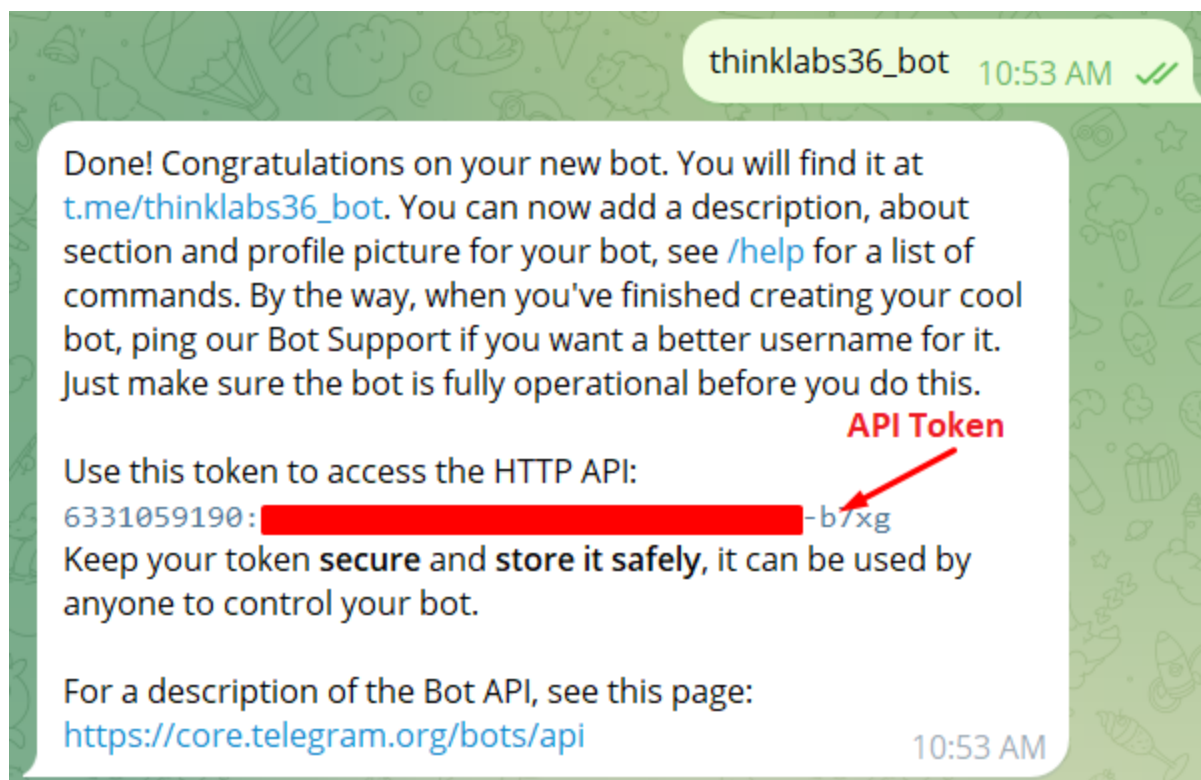 thinklabs36_bot 10:53 AM
Done! Congratulations on your new bot. You will find it at
t.me/thinklabs36_bot. You can now add a description, about
section and profile picture for your bot, see /help for a list of
commands. By the way, when you've finished creating your cool
bot, ping our Bot Support if you want a better username for it.
Just make sure the bot is fully operational before you do this.
API Token
Use this token to access the HTTP API:
6331059190: -b7xg
Keep your token secure and store it safely, it can be used by
anyone to control your bot.
For a description of the Bot API, see this page:
https://core.telegram.org/bots/api
10:53 AM